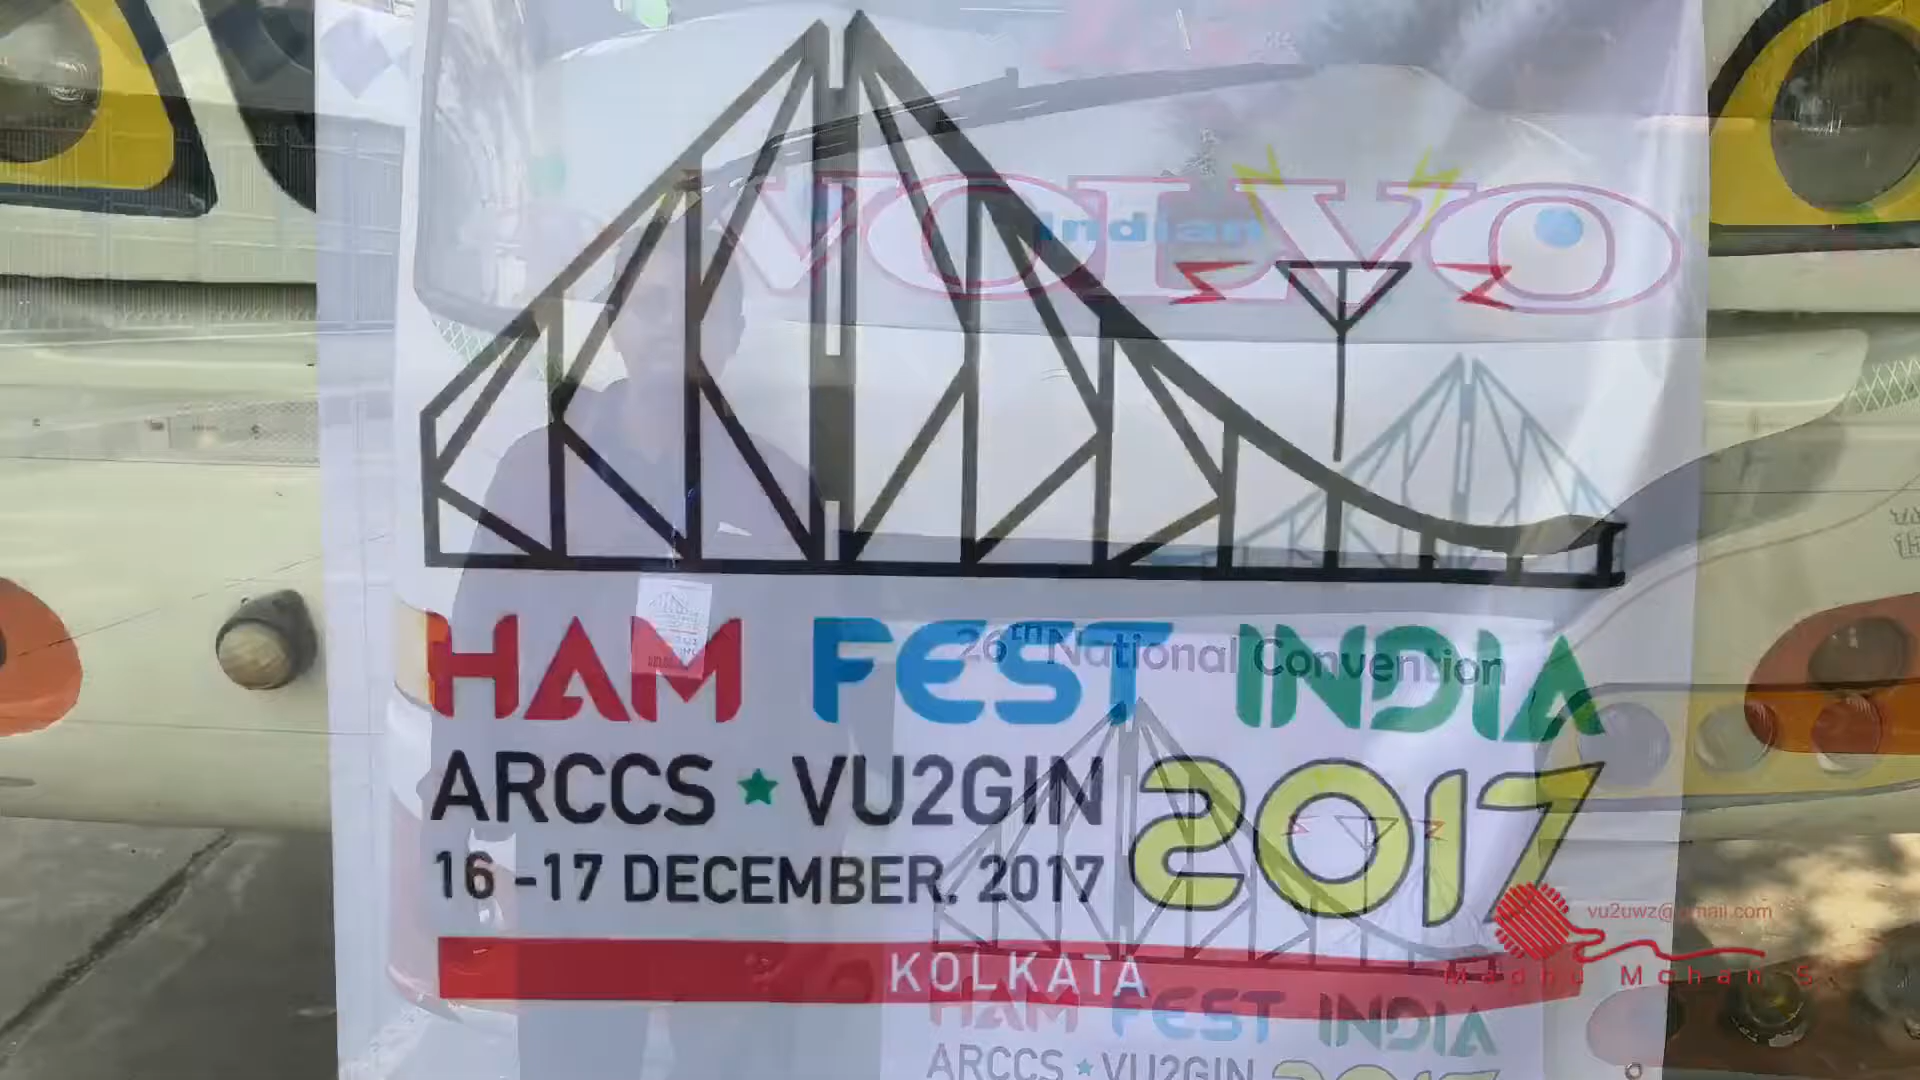 VOLVO
Indian
26th National Convention
HAM FEST INDIA
ARCCS ★ VU2GIN 2017
16 -17 DECEMBER, 2017
KOLKATA
vu2uwz@gmail.com
Madhu Mohan S
HAM FEST INDIA
ARCCS ★ VU2GIN 2017